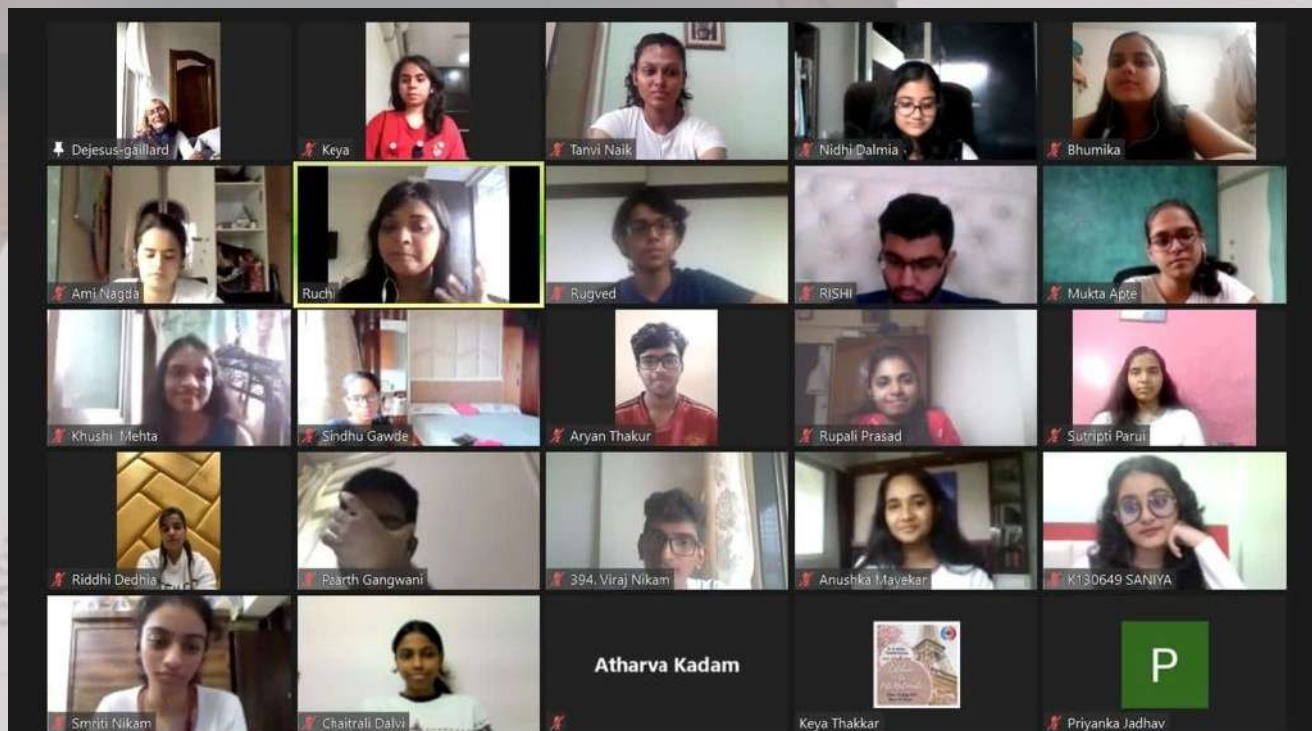 Dejesus-gaillard
Keya
Tanvi Naik
Nidhi Dalmia
Bhumika
Ami Nagda
Ruchi
Rugved
RISHI
Mukta Apte
Khushi Mehta
Sindhu Gawde
Aryan Thakur
Rupali Prasad
Sutripti Parui
Riddhi Dedhia
Paarth Gangwani
394. Viraj Nikam
Anushka Mayekar
K130649 SANIYA
Smriti Nikam
Chaitrali Dalvi
Atharva Kadam
Keya Thakkar
P
Priyanka Jadhav